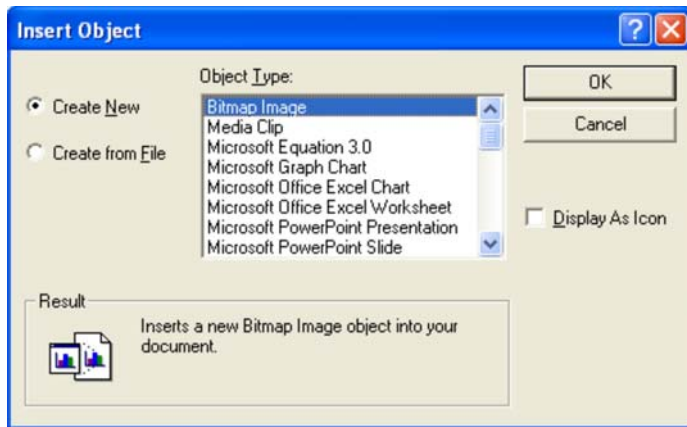 Insert Object
Object Type:
Create New
Create from File
Bitmap Image
Media Clip
Microsoft Equation 3.0
Microsoft Graph Chart
Microsoft Office Excel Chart
Microsoft Office Excel Worksheet
Microsoft PowerPoint Presentation
Microsoft PowerPoint Slide
OK
Cancel
Display As Icon
Result
Inserts a new Bitmap Image object into your
document.